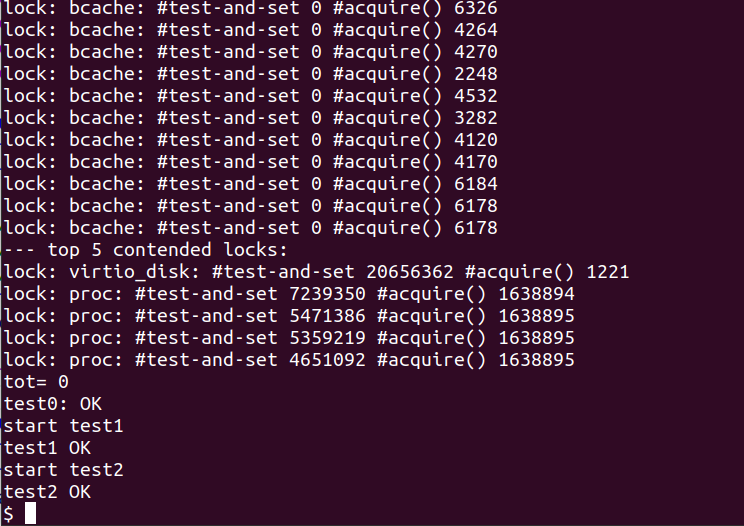 lock: bcache: #test-and-set 0 #acquire() 6326
lock: bcache: #test-and-set 0 #acquire() 4264
lock: bcache: #test-and-set 0 #acquire() 4270
lock: bcache: #test-and-set 0 #acquire() 2248
lock: bcache: #test-and-set 0 #acquire() 4532
lock: bcache: #test-and-set 0 #acquire() 3282
lock: bcache: #test-and-set 0 #acquire() 4120
lock: bcache: #test-and-set 0 #acquire() 4170
lock: bcache: #test-and-set 0 #acquire() 6184
lock: bcache: #test-and-set 0 #acquire() 6178
lock: bcache: #test-and-set 0 #acquire() 6178
--- top 5 contended locks:
lock: virtio_disk: #test-and-set 20656362 #acquire() 1221
lock: proc: #test-and-set 7239350 #acquire() 1638894
lock: proc: #test-and-set 5471386 #acquire() 1638895
lock: proc: #test-and-set 5359219 #acquire() 1638895
lock: proc: #test-and-set 4651092 #acquire() 1638895
tot= 0
test0: OK
start test1
test1 OK
start test2
test2 OK
$